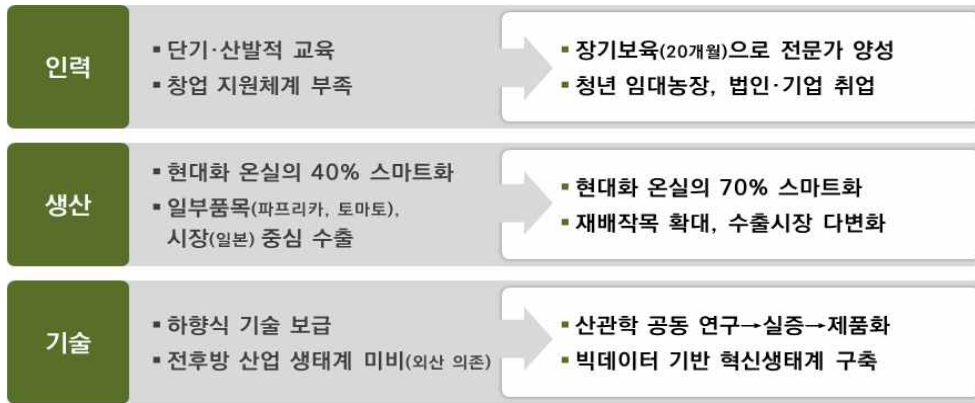 인력
▪ 단기·산발적 교육
▪ 창업 지원체계 부족
▪ 장기보육(20개월)으로 전문가 양성
▪ 청년 임대농장, 법인·기업 취업
생산
▪ 현대화 온실의 40% 스마트화
▪ 일부품목(파프리카, 토마토),
시장(일본) 중심 수출
▪ 현대화 온실의 70% 스마트화
▪ 재배작목 확대, 수출시장 다변화
기술
▪ 하향식 기술 보급
▪ 전후방 산업 생태계 미비(외산 의존)
▪ 산관학 공동 연구→실증→제품화
▪ 빅데이터 기반 혁신생태계 구축